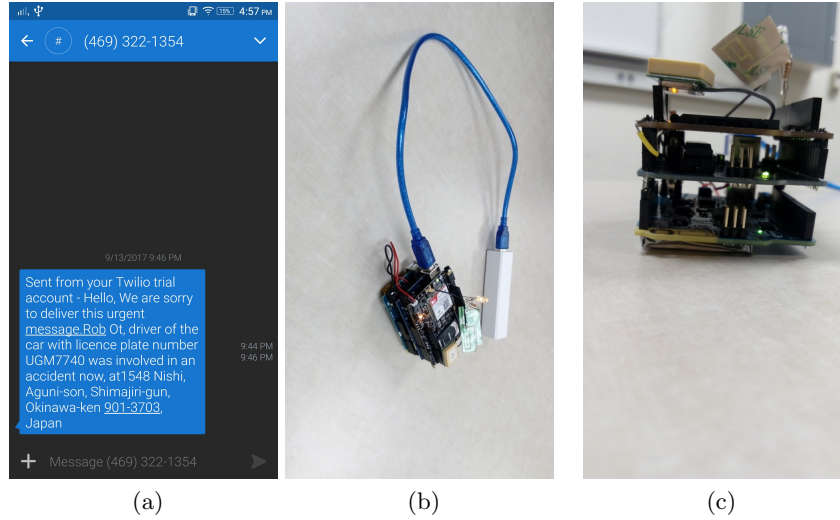 15% 4:57 PM
# (469) 322-1354
9/13/2017 9:46 PM
Sent from your Twilio trial
account - Hello, We are sorry
to deliver this urgent
message.Rob Ot, driver of the
car with licence plate number
UGM7740 was involved in an
accident now, at1548 Nishi,
Aguni-son, Shimajiri-gun,
Okinawa-ken 901-3703,
Japan
9:44 PM
9:46 PM
+ Message (469) 322-1354
(a)
(b)
(c)